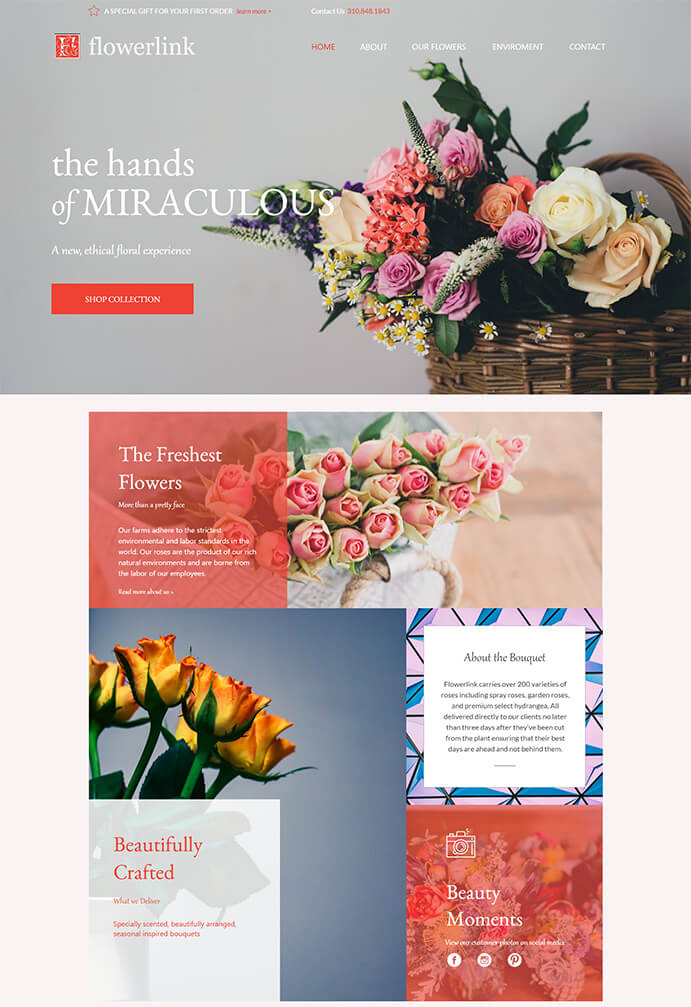 A SPECIAL GIFT FOR YOUR FIRST ORDER learn more >
Contact Us 310.848.1843
flowerlink
HOME ABOUT OUR FLOWERS ENVIROMENT CONTACT
the hands
of MIRACULOUS
A new, ethical floral experience
SHOP COLLECTION
The Freshest
Flowers
More than a pretty face
Our farms adhere to the strictest
environmental and labor standards in the
world. Our roses are the product of our rich
natural environments and are borne from
the labor of our employees.
Read more about us >
About the Bouquet
Flowerlink carries over 200 varieties of
roses including spray roses, garden roses,
and premium select hydrangea. All
delivered directly to our clients no later
than three days after they've been cut
from the plant ensuring that their best
days are ahead and not behind them.
Beautifully
Crafted
What we Deliver
Specially scented, beautifully arranged,
seasonal inspired bouquets
Beauty
Moments
View our customer photos on social media